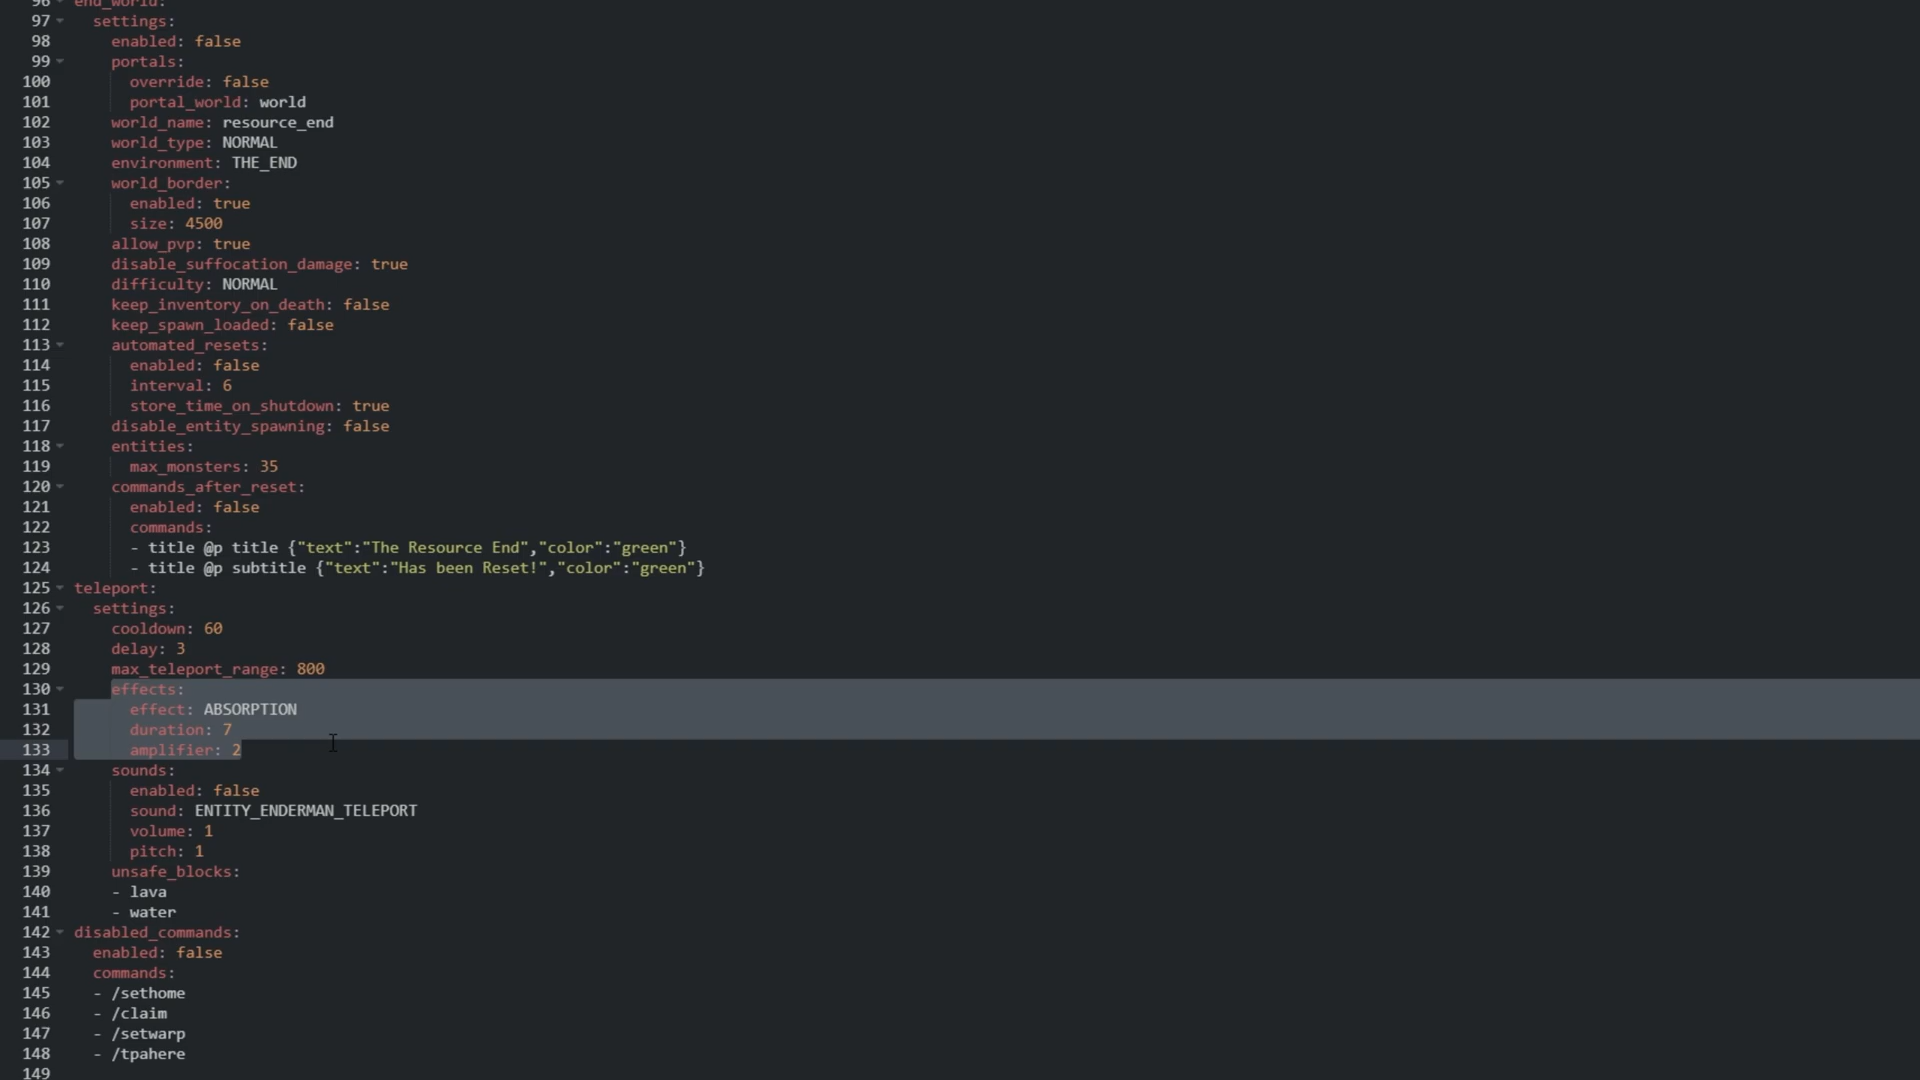 96 end_world:
97 settings:
98 enabled: false
99 portals:
100 override: false
101 portal_world: world
102 world_name: resource_end
103 world_type: NORMAL
104 environment: THE_END
105 world_border:
106 enabled: true
107 size: 4500
108 allow_pvp: true
109 disable_suffocation_damage: true
110 difficulty: NORMAL
111 keep_inventory_on_death: false
112 keep_spawn_loaded: false
113 automated_resets:
114 enabled: false
115 interval: 6
116 store_time_on_shutdown: true
117 disable_entity_spawning: false
118 entities:
119 max_monsters: 35
120 commands_after_reset:
121 enabled: false
122 commands:
123 - title @p title {"text":"The Resource End","color":"green"}
124 - title @p subtitle {"text":"Has been Reset!","color":"green"}
125 teleport:
126 settings:
127 cooldown: 60
128 delay: 3
129 max_teleport_range: 800
130 effects:
131 effect: ABSORPTION
132 duration: 7
133 amplifier: 2
134 sounds:
135 enabled: false
136 sound: ENTITY_ENDERMAN_TELEPORT
137 volume: 1
138 pitch: 1
139 unsafe_blocks:
140 - lava
141 - water
142 disabled_commands:
143 enabled: false
144 commands:
145 - /sethome
146 - /claim
147 - /setwarp
148 - /tpahere
149